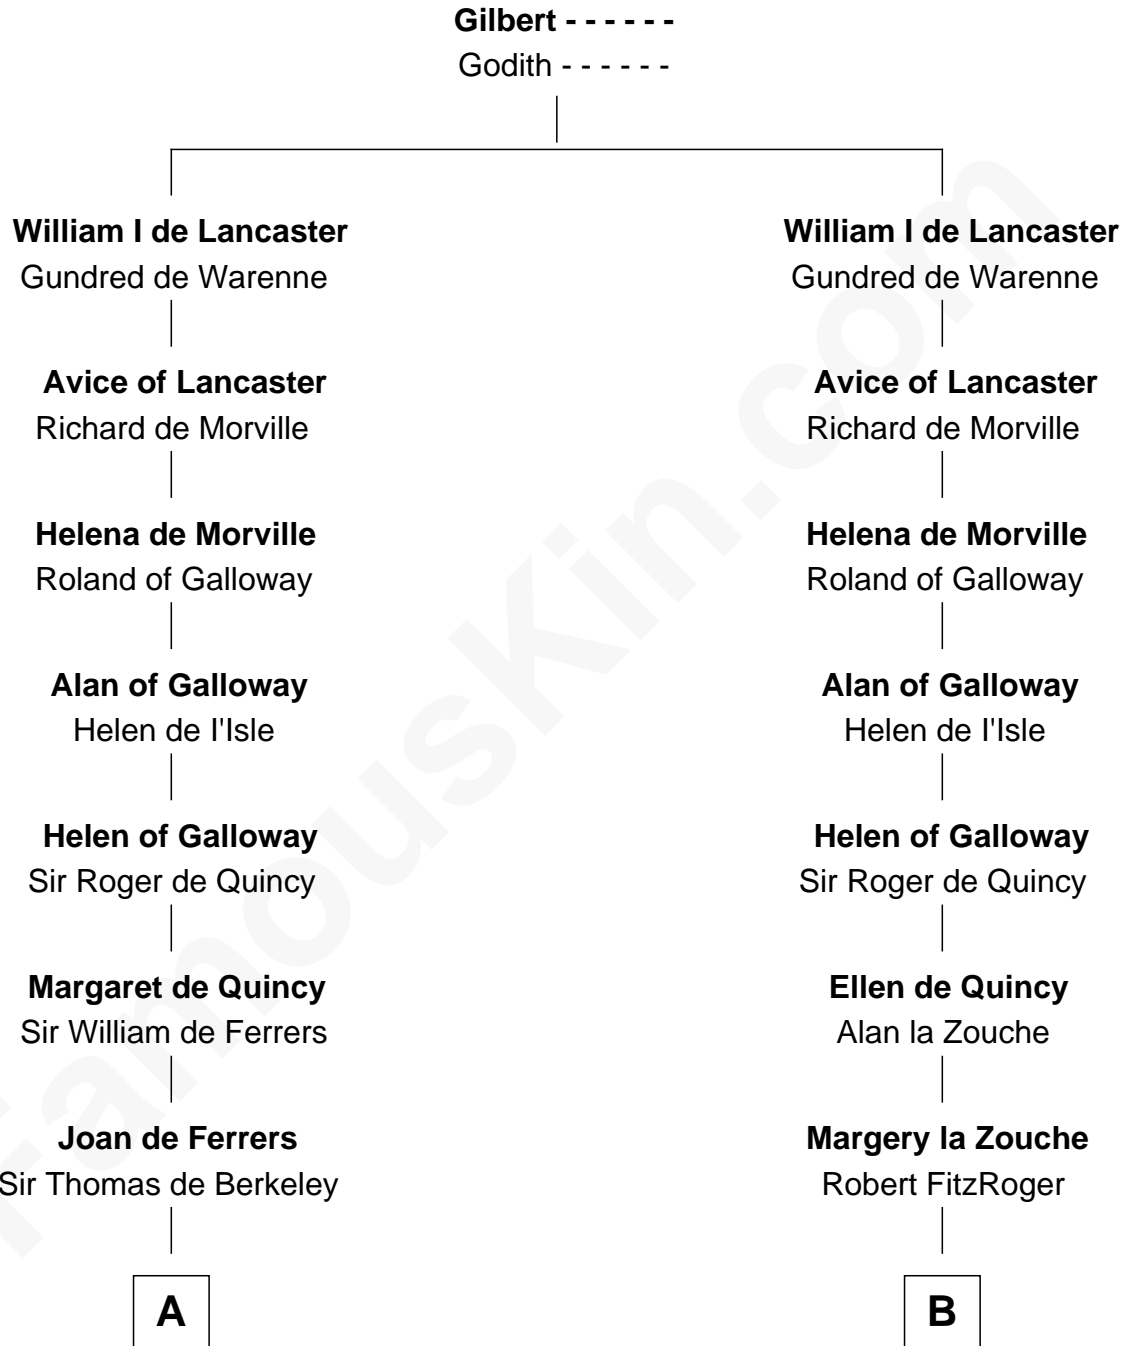 Gilbert - - - - - -
Godith - - - - - -
William I de Lancaster
Gundred de Warenne
Avice of Lancaster
Richard de Morville
Helena de Morville
Roland of Galloway
Alan of Galloway
Helen de I'Isle
Helen of Galloway
Sir Roger de Quincy
Margaret de Quincy
Sir William de Ferrers
Joan de Ferrers
Sir Thomas de Berkeley
A
William I de Lancaster
Gundred de Warenne
Avice of Lancaster
Richard de Morville
Helena de Morville
Roland of Galloway
Alan of Galloway
Helen de I'Isle
Helen of Galloway
Sir Roger de Quincy
Ellen de Quincy
Alan la Zouche
Margery la Zouche
Robert FitzRoger
B
FamousKin.com